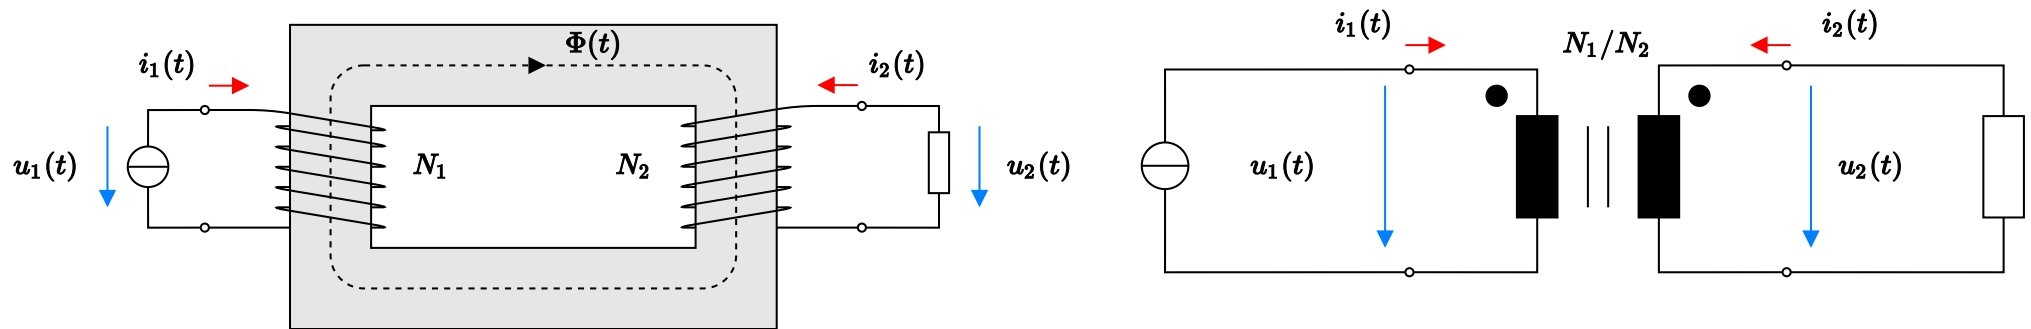 Φ(t)
i₁(t)
i₂(t)
u₁(t)
N₁
N₂
u₂(t)
i₁(t)
N₁/N₂
i₂(t)
u₁(t)
u₂(t)